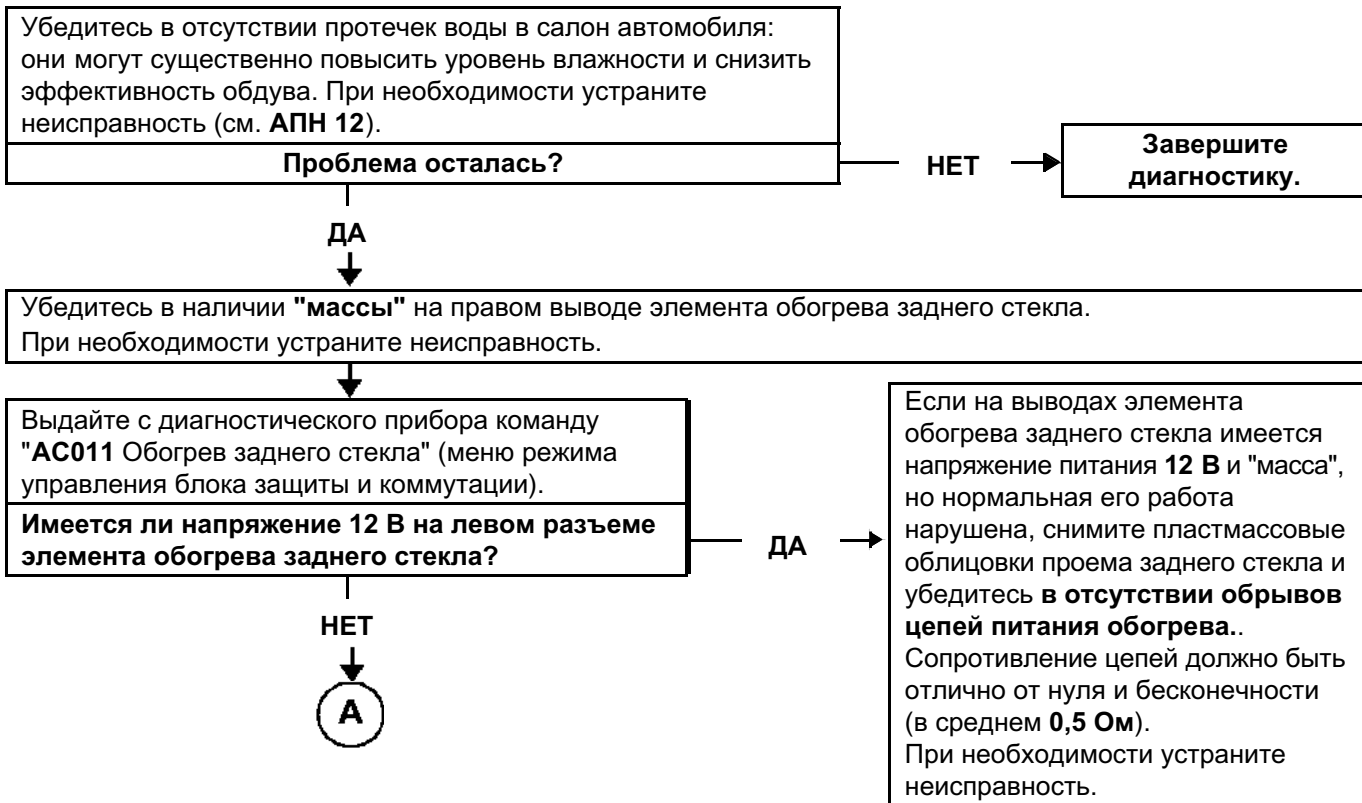 Убедитесь в отсутствии протечек воды в салон автомобиля:
они могут существенно повысить уровень влажности и снизить
эффективность обдува. При необходимости устраните
неисправность (см. АПН 12).
Проблема осталась?
НЕТ
Завершите
диагностику.
ДА
Убедитесь в наличии "массы" на правом выводе элемента обогрева заднего стекла.
При необходимости устраните неисправность.
Выдайте с диагностического прибора команду
"АС011 Обогрев заднего стекла" (меню режима
управления блока защиты и коммутации).
Имеется ли напряжение 12 В на левом разъеме
элемента обогрева заднего стекла?
ДА
Если на выводах элемента
обогрева заднего стекла имеется
напряжение питания 12 В и "масса",
но нормальная его работа
нарушена, снимите пластмассовые
облицовки проема заднего стекла и
убедитесь в отсутствии обрывов
цепей питания обогрева..
Сопротивление цепей должно быть
отлично от нуля и бесконечности
(в среднем 0,5 Ом).
При необходимости устраните
неисправность.
НЕТ
А